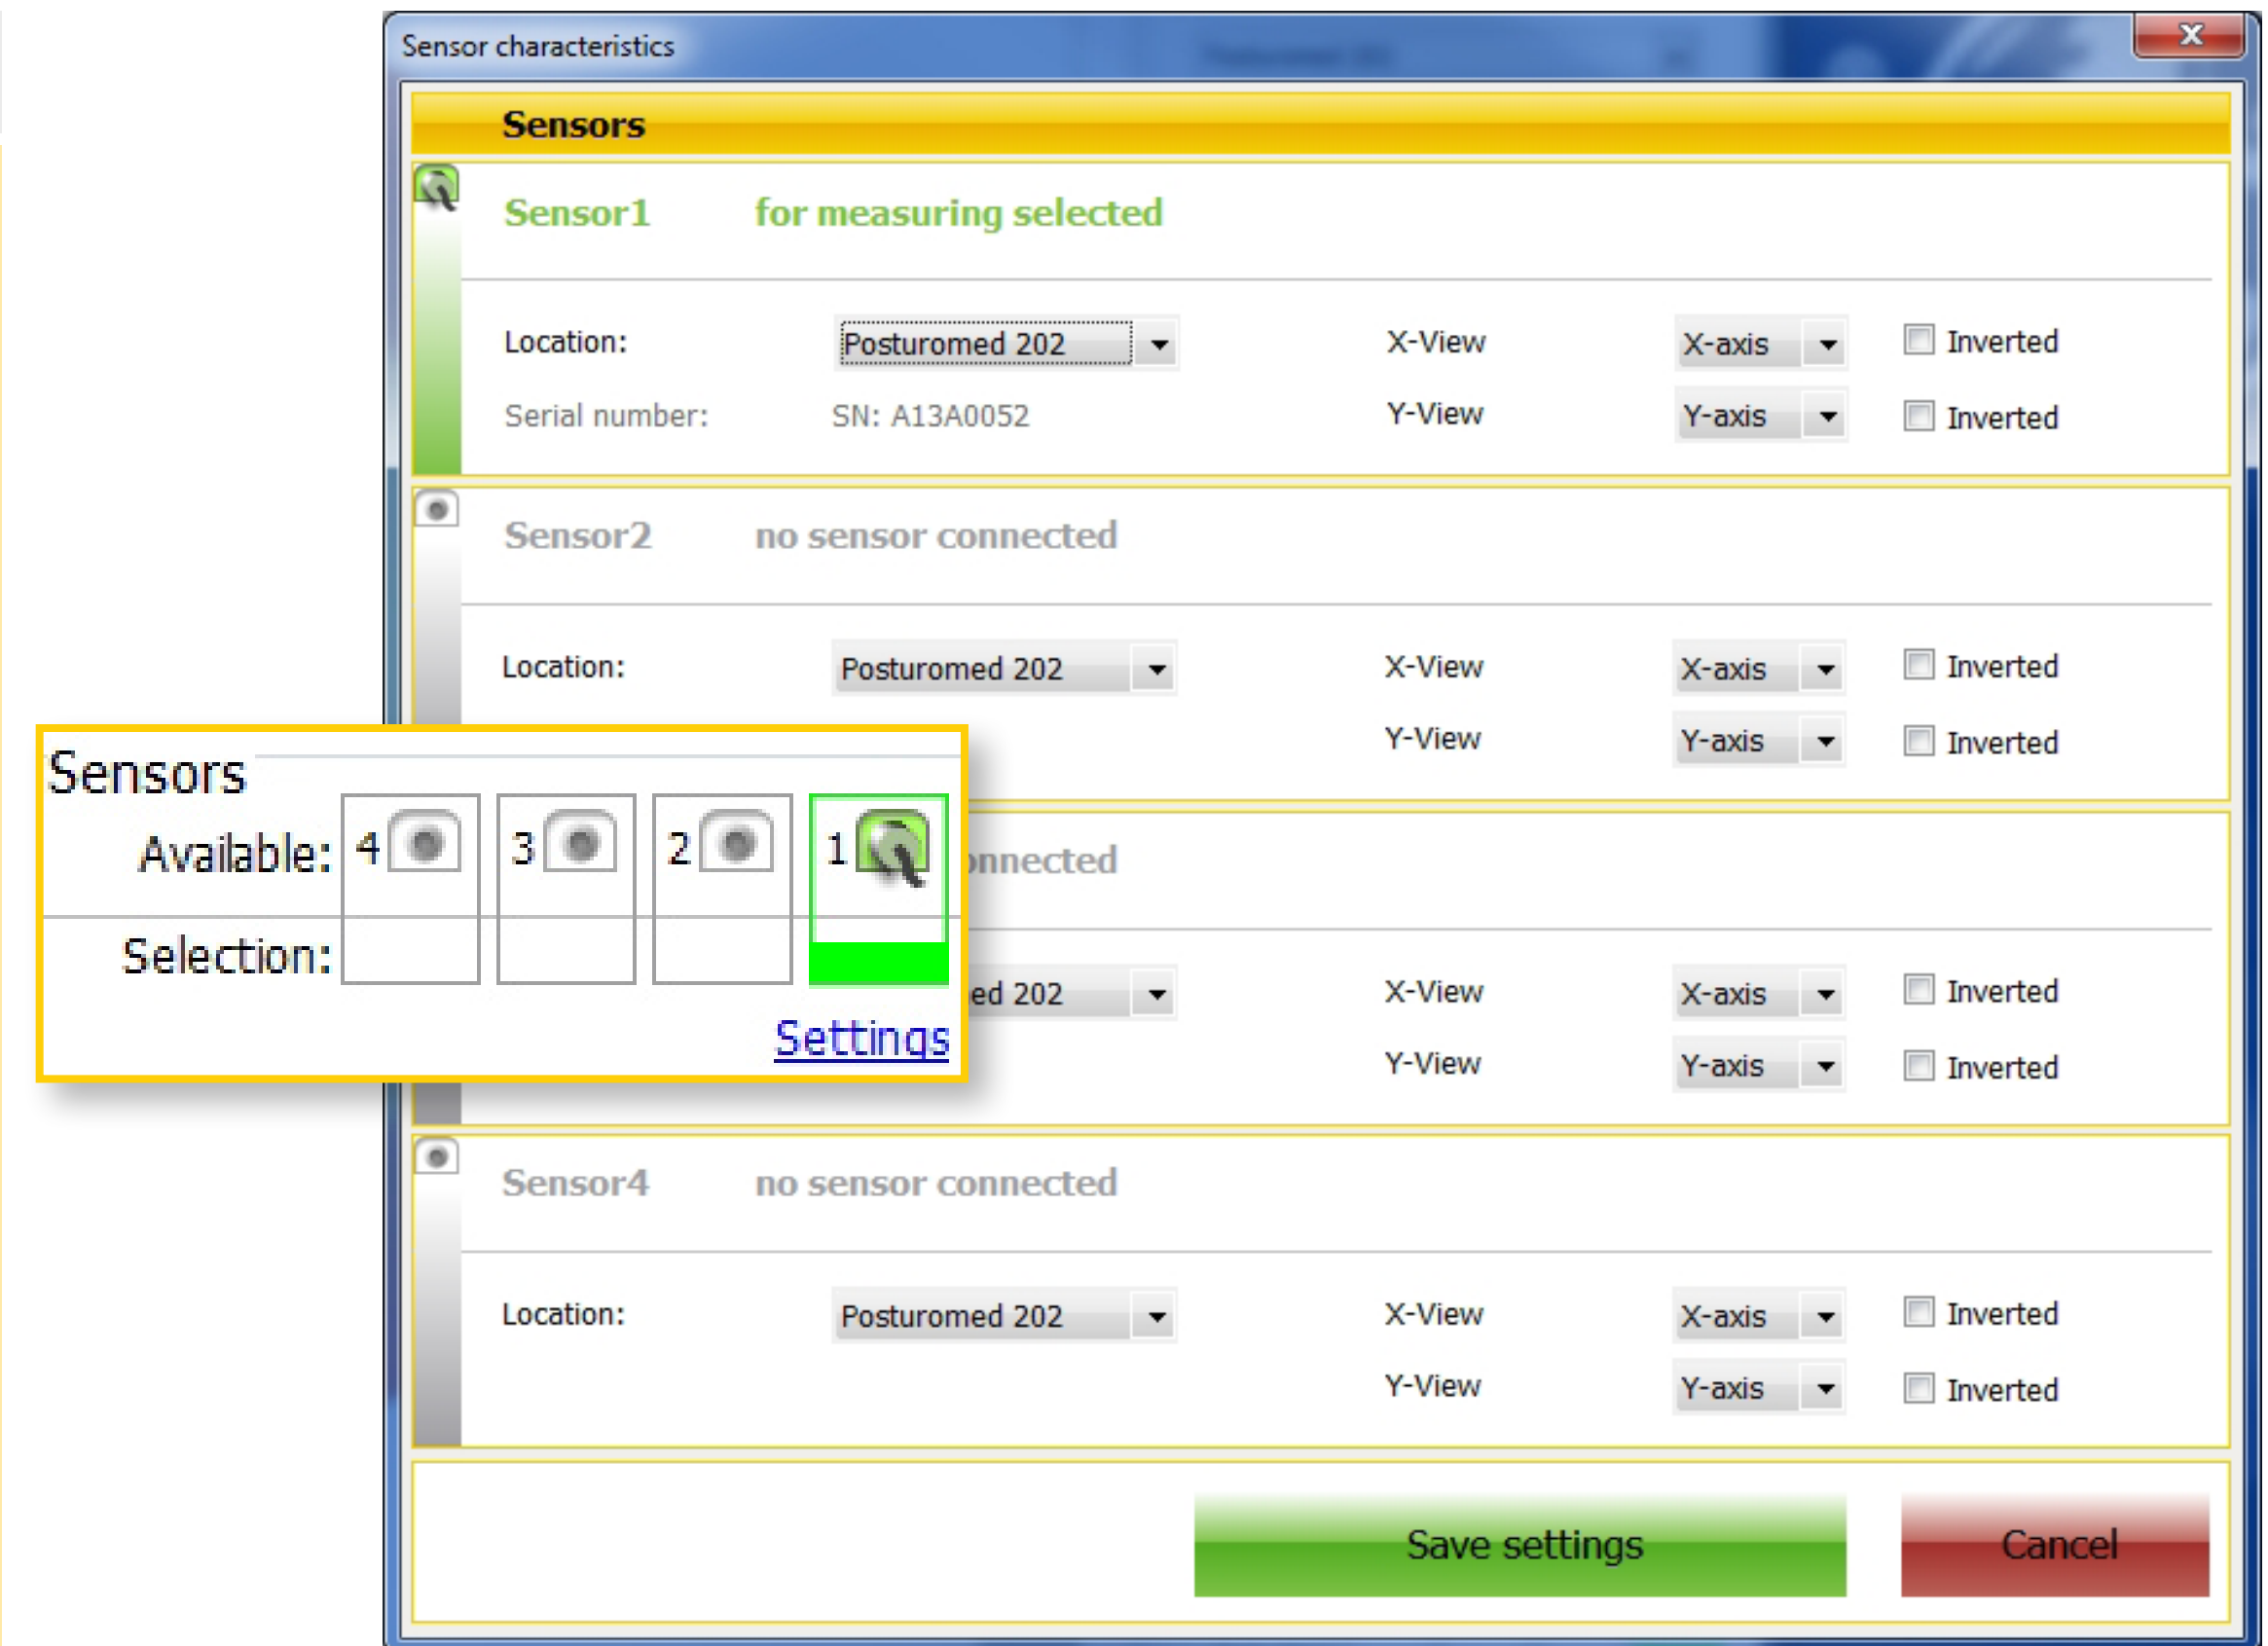 Sensor characteristics
x
Sensors
Sensor1 for measuring selected
Location: Posturomed 202 X-View X-axis Inverted
Serial number: SN: A13A0052 Y-View Y-axis Inverted
Sensor2 no sensor connected
Location: Posturomed 202 X-View X-axis Inverted
Y-View Y-axis Inverted
Sensors
Available: 4 3 2 1
Selection:
Settings
nnected
ed 202 X-View X-axis Inverted
Y-View Y-axis Inverted
Sensor4 no sensor connected
Location: Posturomed 202 X-View X-axis Inverted
Y-View Y-axis Inverted
Save settings Cancel